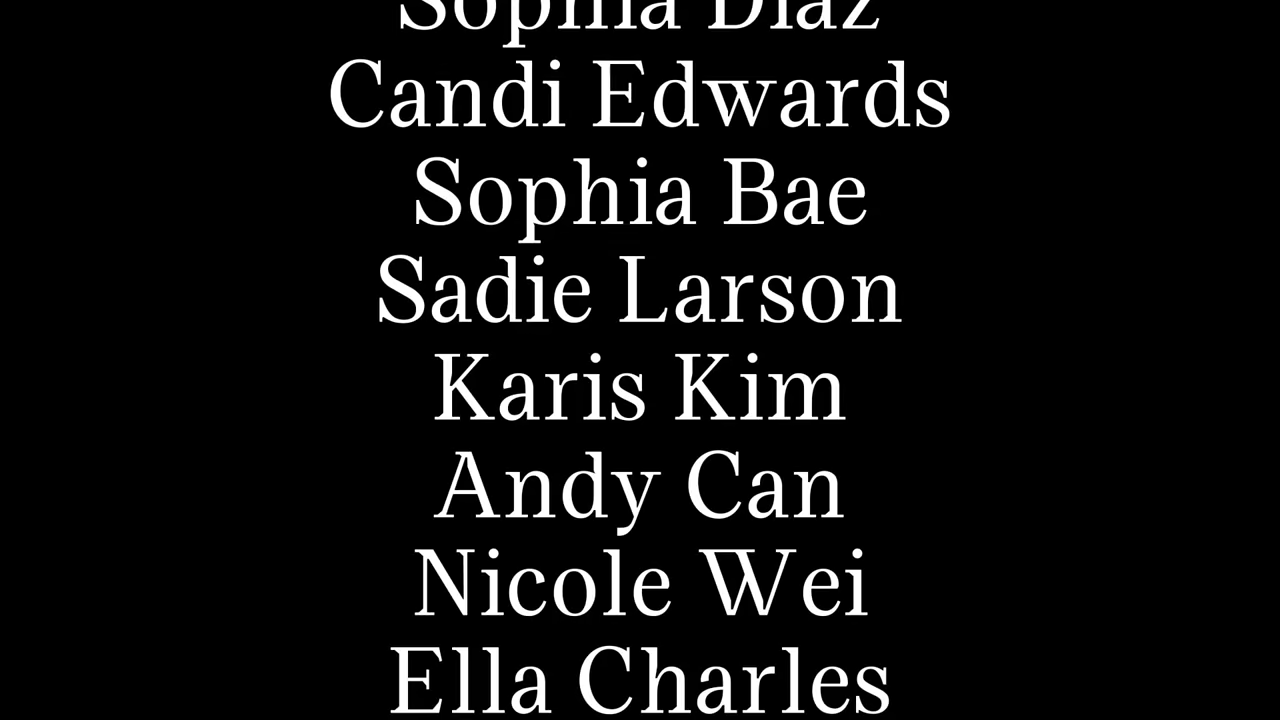 Sophia Diaz
Candi Edwards
Sophia Bae
Sadie Larson
Karis Kim
Andy Can
Nicole Wei
Ella Charles